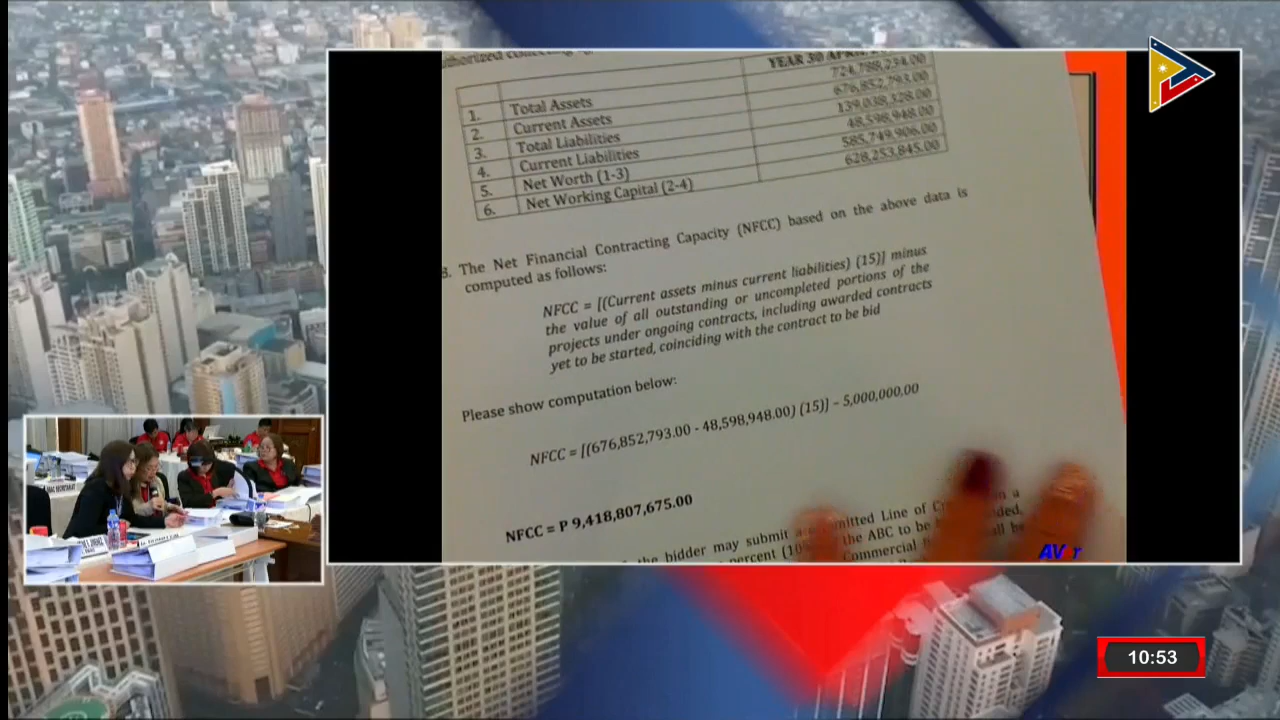 YEAR 30
1. Total Assets 724,788,234.00
2. Current Assets 676,852,793.00
3. Total Liabilities 139,038,328.00
4. Current Liabilities 48,598,948.00
5. Net Worth (1-3) 585,749,906.00
6. Net Working Capital (2-4) 628,253,845.00
The Net Financial Contracting Capacity (NFCC) based on the above data is
computed as follows:
NFCC = [(Current assets minus current liabilities) (15)] minus
the value of all outstanding or uncompleted portions of the
projects under ongoing contracts, including awarded contracts
yet to be started, coinciding with the contract to be bid
Please show computation below:
NFCC = [(676,852,793.00 - 48,598,948.00) (15)] – 5,000,000,00
NFCC = P 9,418,807,675.00
the bidder may submit a Line of
percent the ABC to be
Commercial
10:53